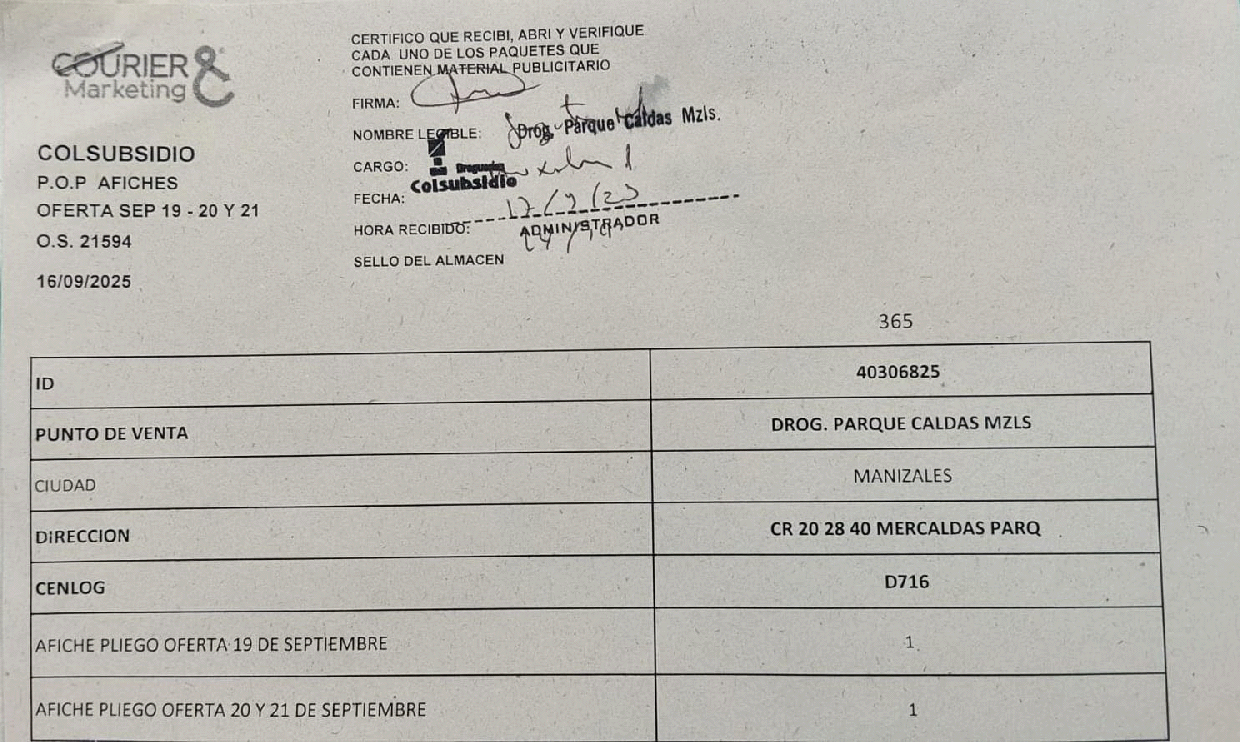 COURIER &
Marketing
COLSUBSIDIO
P.O.P AFICHES
OFERTA SEP 19 - 20 Y 21
O.S. 21594
16/09/2025
CERTIFICO QUE RECIBI, ABRI Y VERIFIQUE
CADA UNO DE LOS PAQUETES QUE
CONTIENEN MATERIAL PUBLICITARIO
FIRMA:
NOMBRE LEGIBLE:
Drog. Parque Caldas Mzls.
CARGO:
Droguerías
Colsubsidio
FECHA:
HORA RECIBIDO:
ADMINISTRADOR
SELLO DEL ALMACEN
365
ID 40306825
PUNTO DE VENTA DROG. PARQUE CALDAS MZLS
CIUDAD MANIZALES
DIRECCION CR 20 28 40 MERCALDAS PARQ
CENLOG D716
AFICHE PLIEGO OFERTA 19 DE SEPTIEMBRE 1
AFICHE PLIEGO OFERTA 20 Y 21 DE SEPTIEMBRE 1